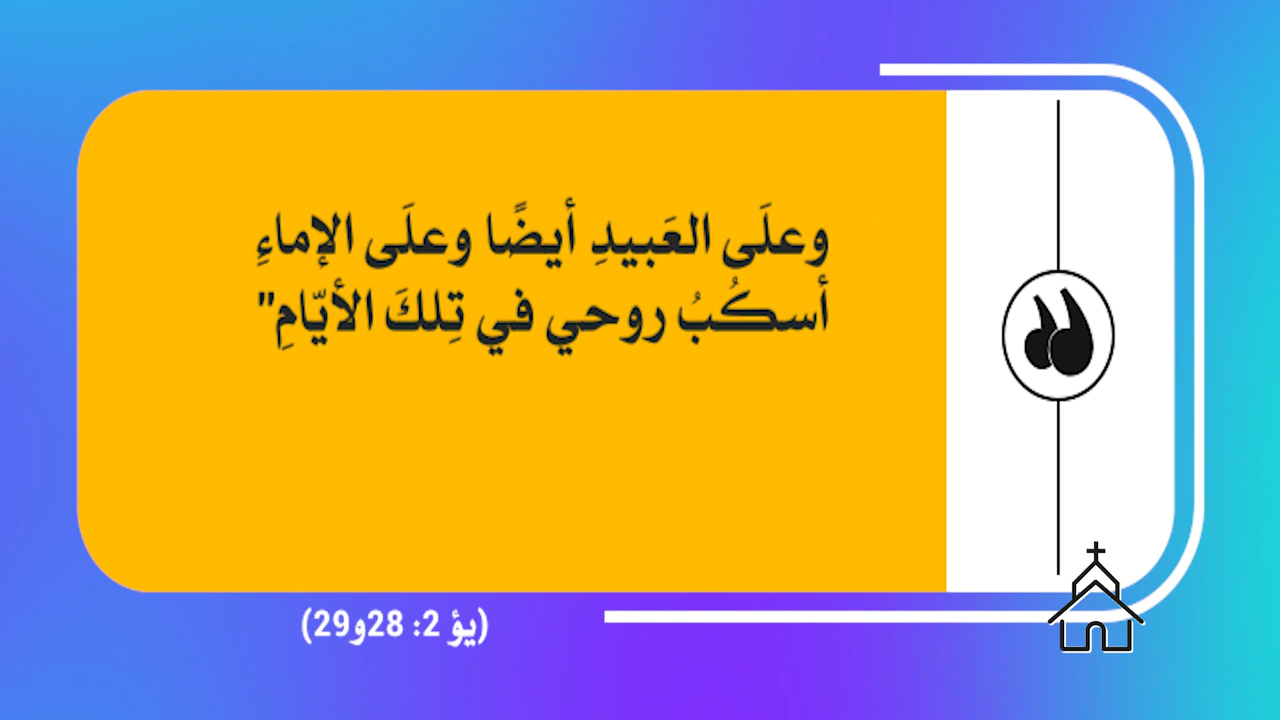 وعلَى العَبيدِ أيضًا وعلَى الإماءِ
أسكُبُ روحي في تِلكَ الأيّامِ"
(يؤ 2: 28و29)